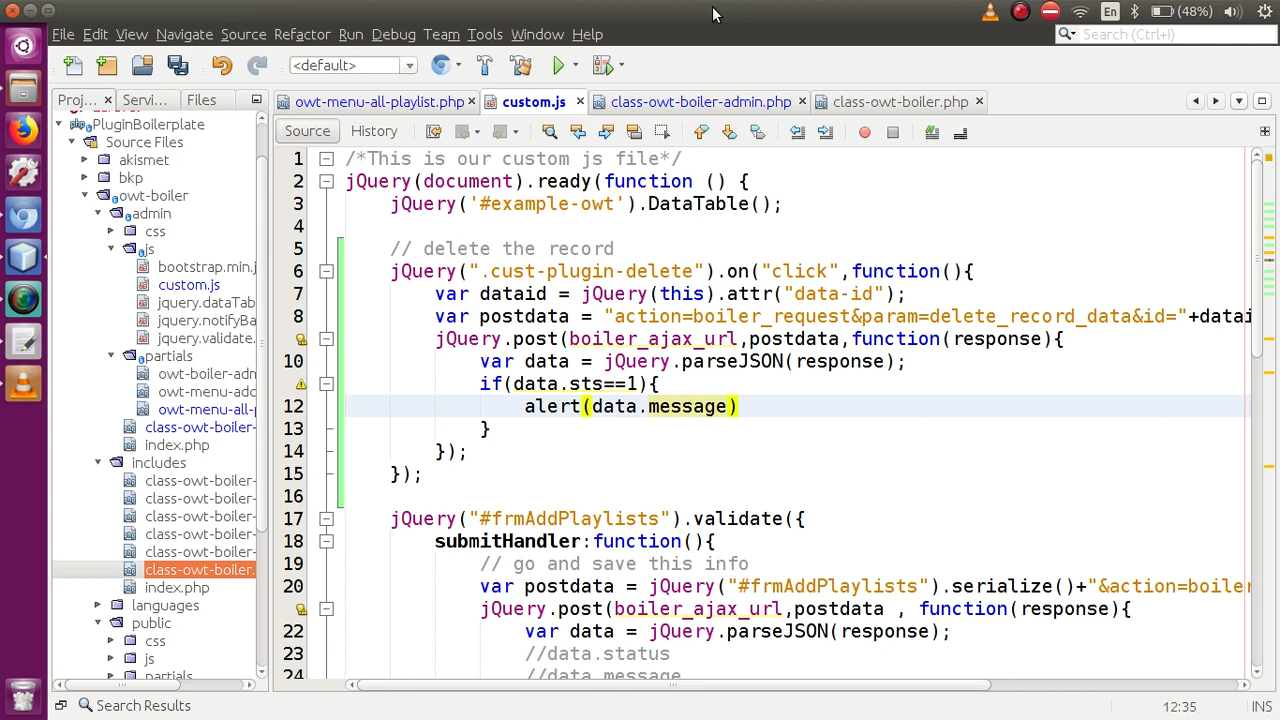 En
(48%)
File Edit View Navigate Source Refactor Run Debug Team Tools Window Help
Search (Ctrl+I)
<default>
Proj... Servi... Files
owt-menu-all-playlist.php custom.js class-owt-boiler-admin.php class-owt-boiler.php
Source History
PluginBoilerplate
Source Files
akismet
bkp
owt-boiler
admin
css
js
bootstrap.min.j
custom.js
jquery.dataTab
jquery.notifyBa
jquery.validate.
partials
owt-boiler-adm
owt-menu-add
owt-menu-all-p
class-owt-boiler-
index.php
includes
class-owt-boiler-
class-owt-boiler-
class-owt-boiler-
class-owt-boiler-
class-owt-boiler-
class-owt-boiler.
index.php
languages
public
css
js
partials
1 /*This is our custom js file*/
2 jQuery(document).ready(function () {
3 jQuery('#example-owt').DataTable();
4
5 // delete the record
6 jQuery(".cust-plugin-delete").on("click",function(){
7 var dataid = jQuery(this).attr("data-id");
8 var postdata = "action=boiler_request&param=delete_record_data&id="+datai
jQuery.post(boiler_ajax_url,postdata,function(response){
10 var data = jQuery.parseJSON(response);
if(data.sts==1){
12 alert(data.message)
13 }
14 });
15 });
16
17 jQuery("#frmAddPlaylists").validate({
18 submitHandler:function(){
19 // go and save this info
20 var postdata = jQuery("#frmAddPlaylists").serialize()+"&action=boiler
jQuery.post(boiler_ajax_url,postdata , function(response){
22 var data = jQuery.parseJSON(response);
23 //data.status
24 //data.message
Search Results
12:35
INS